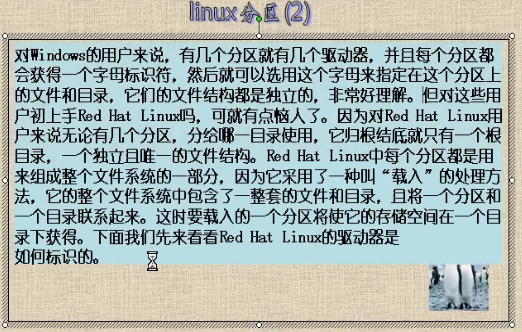 linux分区(2)
对Windows的用户来说，有几个分区就有几个驱动器，并且每个分区都
会获得一个字母标识符，然后就可以选用这个字母来指定在这个分区上
的文件和目录，它们的文件结构都是独立的，非常好理解。但对这些用
户初上手Red Hat Linux吗，可就有点恼人了。因为对Red Hat Linux用
户来说无论有几个分区，分给哪一目录使用，它归根结底就只有一个根
目录，一个独立且唯一的文件结构。Red Hat Linux中每个分区都是用
来组成整个文件系统的一部分，因为它采用了一种叫“载入”的处理方
法，它的整个文件系统中包含了一整套的文件和目录，且将一个分区和
一个目录联系起来。这时要载入的一个分区将使它的存储空间在一个目
录下获得。下面我们先来看看Red Hat Linux的驱动器是
如何标识的。